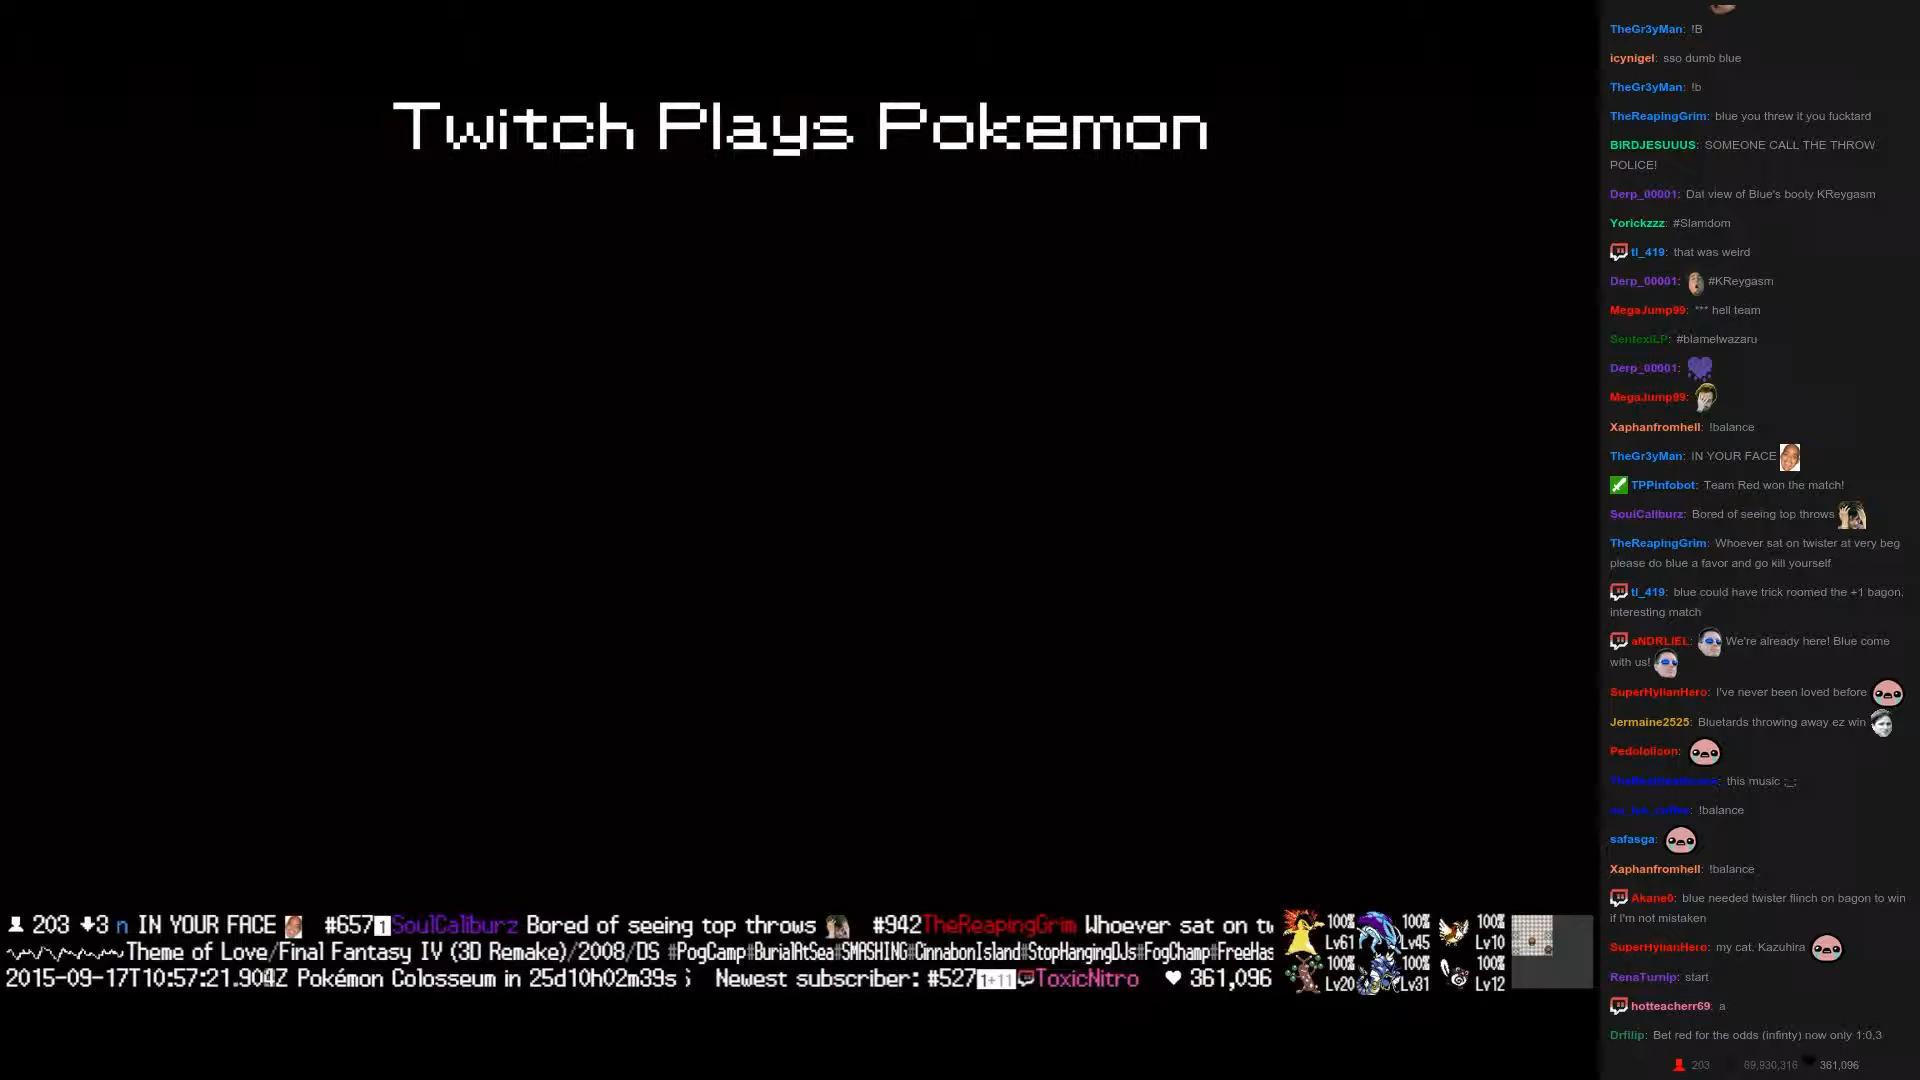 Twitch Plays Pokemon
203 3 n IN YOUR FACE #657 1 SoulCaliburz Bored of seeing top throws #942 TheReapingGrim Whoever sat on tw
Theme of Love/Final Fantasy IV (3D Remake)/2008/DS #PogCamp#BurialAtSea#SMASHING#CinnabonIsland#StopHangingDJs#FogChamp#FreeHas
2015-09-17T10:57:21.904Z Pokémon Colosseum in 25d10h02m39s Newest subscriber: #527 1+11 ToxicNitro 361,096
100% Lv61 100% Lv45 100% Lv10
100% Lv20 100% Lv31 100% Lv12
TheGr3yMan: !B
icynigel: sso dumb blue
TheGr3yMan: !b
TheReapingGrim: blue you threw it you fucktard
BIRDJESUUUS: SOMEONE CALL THE THROW
POLICE!
Derp_00001: Dat view of Blue's booty KReygasm
Yorickzzz: #Slamdom
tl_419: that was weird
Derp_00001: #KReygasm
MegaJump99: *** hell team
SentexiLP: #blamelwazaru
Derp_00001:
MegaJump99:
Xaphanfromhell: !balance
TheGr3yMan: IN YOUR FACE
TPPinfobot: Team Red won the match!
SoulCaliburz: Bored of seeing top throws
TheReapingGrim: Whoever sat on twister at very beg
please do blue a favor and go kill yourself
tl_419: blue could have trick roomed the +1 bagon.
interesting match
aNDRLIEL: We're already here! Blue come
with us!
SuperHylianHero: I've never been loved before
Jermaine2525: Bluetards throwing away ez win
Pedololicon:
this music ;_;
!balance
safasga:
Xaphanfromhell: !balance
Akane0: blue needed twister flinch on bagon to win
if I'm not mistaken
SuperHylianHero: my cat. Kazuhira
RenaTurnip: start
hotteacherr69: a
Drfilip: Bet red for the odds (infinty) now only 1:0,3
203 69,930,316 361,096